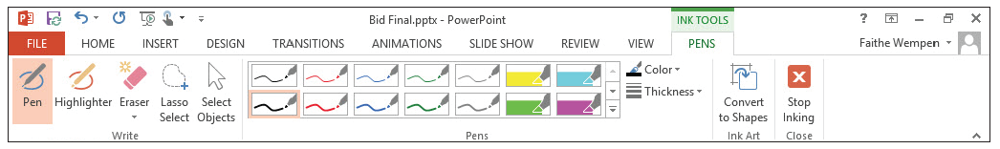 Bid Final.pptx - PowerPoint
INK TOOLS
?
FILE HOME INSERT DESIGN TRANSITIONS ANIMATIONS SLIDE SHOW REVIEW VIEW PENS Faithe Wempen
Pen Highlighter Eraser Lasso Select Select Objects
Write
Pens
Color
Thickness
Convert to Shapes
Ink Art
Stop Inking
Close